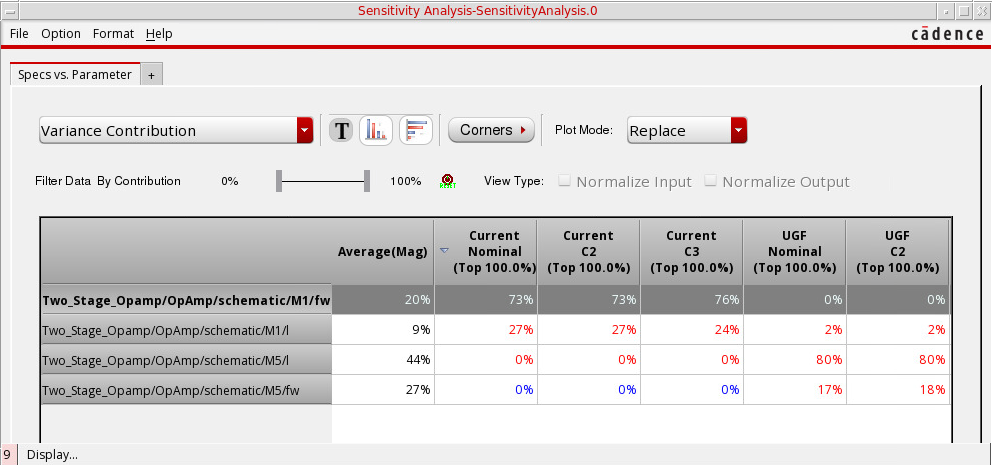 Sensitivity Analysis-SensitivityAnalysis.0
File Option Format Help
cādence
Specs vs. Parameter +
Variance Contribution T Corners Plot Mode: Replace
Filter Data By Contribution 0% 100% RESET View Type: Normalize Input Normalize Output
Average(Mag) Current Nominal (Top 100.0%) Current C2 (Top 100.0%) Current C3 (Top 100.0%) UGF Nominal (Top 100.0%) UGF C2 (Top 100.0%)
Two_Stage_Opamp/OpAmp/schematic/M1/fw 20% 73% 73% 76% 0% 0%
Two_Stage_Opamp/OpAmp/schematic/M1/l 9% 27% 27% 24% 2% 2%
Two_Stage_Opamp/OpAmp/schematic/M5/l 44% 0% 0% 0% 80% 80%
Two_Stage_Opamp/OpAmp/schematic/M5/fw 27% 0% 0% 0% 17% 18%
9 Display...